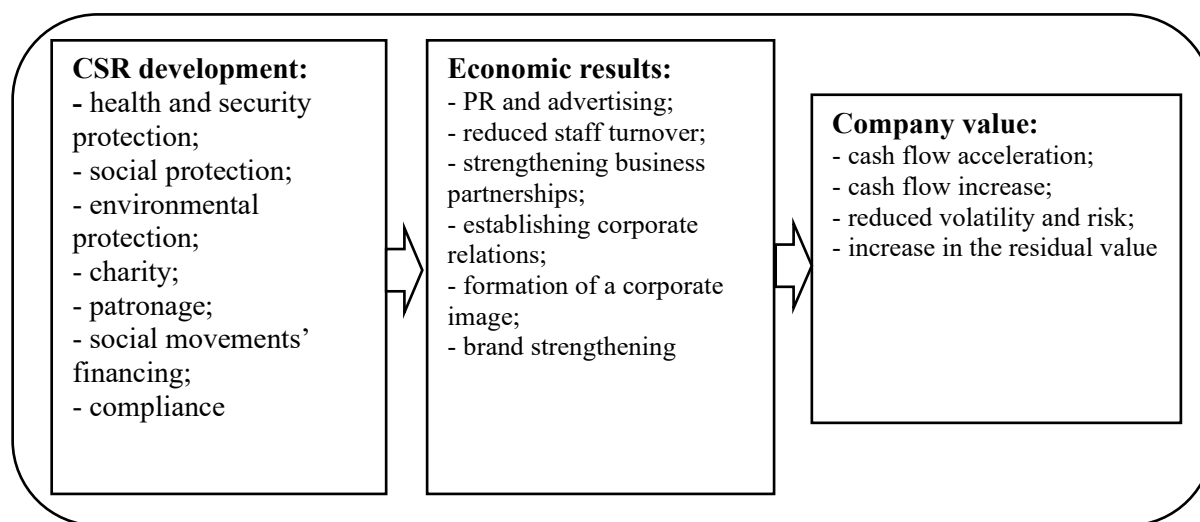 CSR development:
- health and security
protection;
- social protection;
- environmental
protection;
- charity;
- patronage;
- social movements’
financing;
- compliance
Economic results:
- PR and advertising;
- reduced staff turnover;
- strengthening business
partnerships;
- establishing corporate
relations;
- formation of a corporate
image;
- brand strengthening
Company value:
- cash flow acceleration;
- cash flow increase;
- reduced volatility and risk;
- increase in the residual value